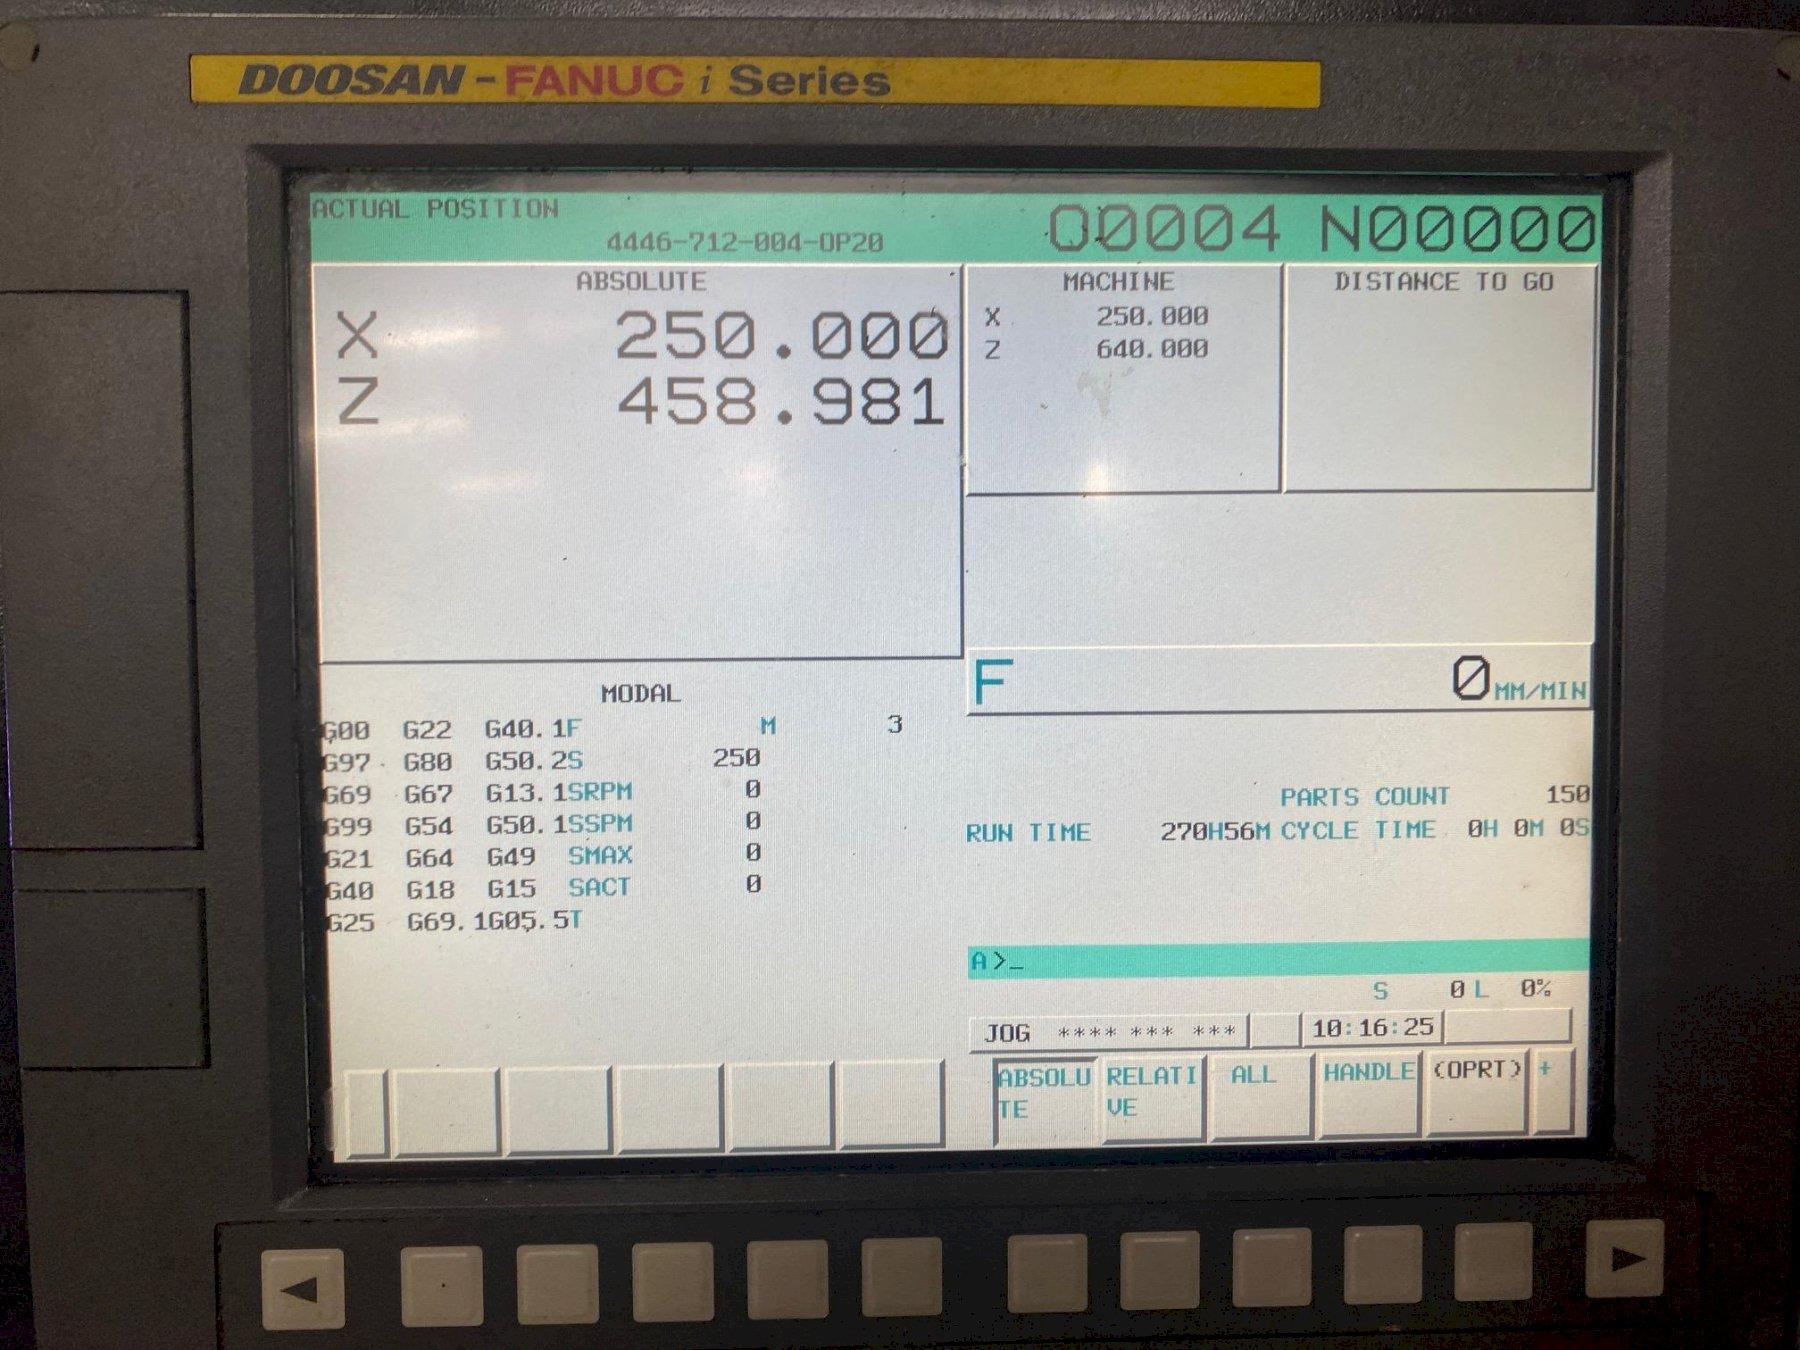 DOOSAN-FANUC i Series
ACTUAL POSITION
4446-712-004-OP20
O0004 N00000
ABSOLUTE
X 250.000
Z 458.981
MACHINE
X 250.000
Z 640.000
DISTANCE TO GO
F 0 MM/MIN
MODAL
G00 G22 G40.1 F M 3
G97 G80 G50.2 S 250
G69 G67 G13.1 SRPM 0
G99 G54 G50.1 SSPM 0
G21 G64 G49 SMAX 0
G40 G18 G15 SACT 0
G25 G69.1 G05.5 T
PARTS COUNT 150
RUN TIME 270H56M CYCLE TIME 0H 0M 0S
A>_
S 0 L 0%
JOG **** *** *** 10:16:25
ABSOLUTE RELATIVE ALL HANDLE (OPRT) +